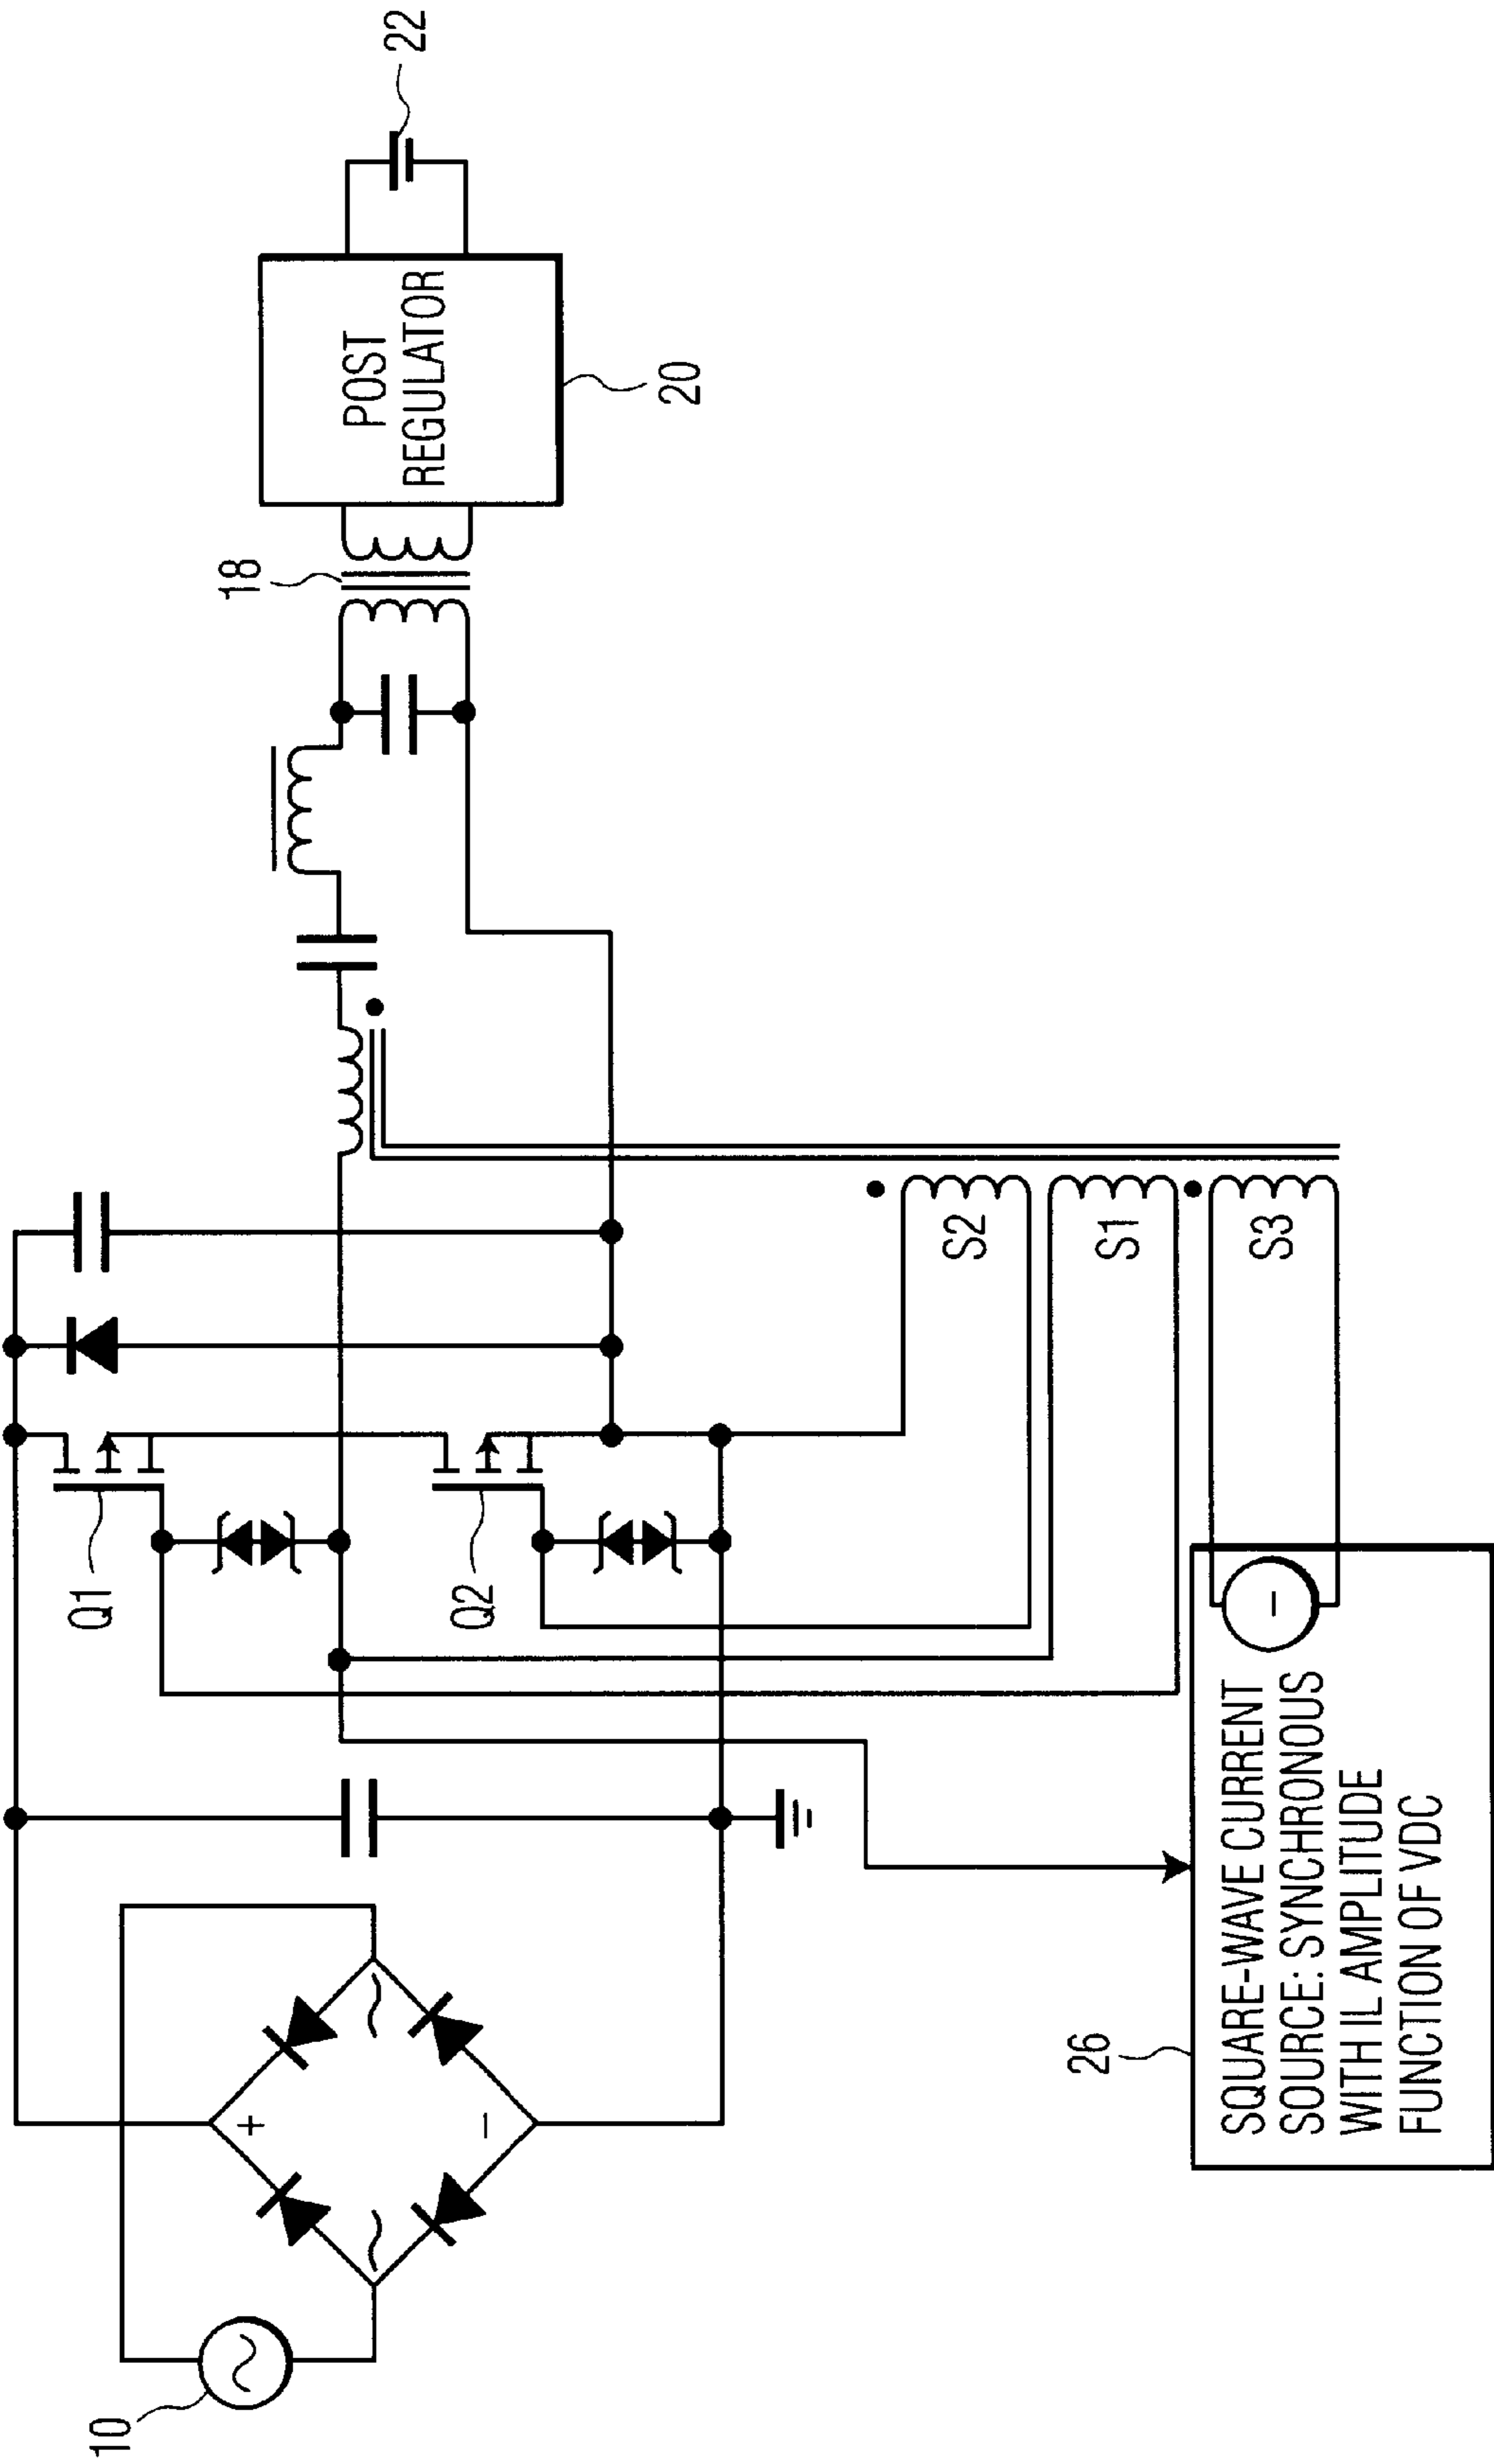 10
+
−
Q1
Q2
18
POST
REGULATOR
20
22
S2
S1
S3
26
−
SQUARE-WAVE CURRENT
SOURCE: SYNCHRONOUS
WITH IL AMPLITUDE
FUNCTION OF VDC